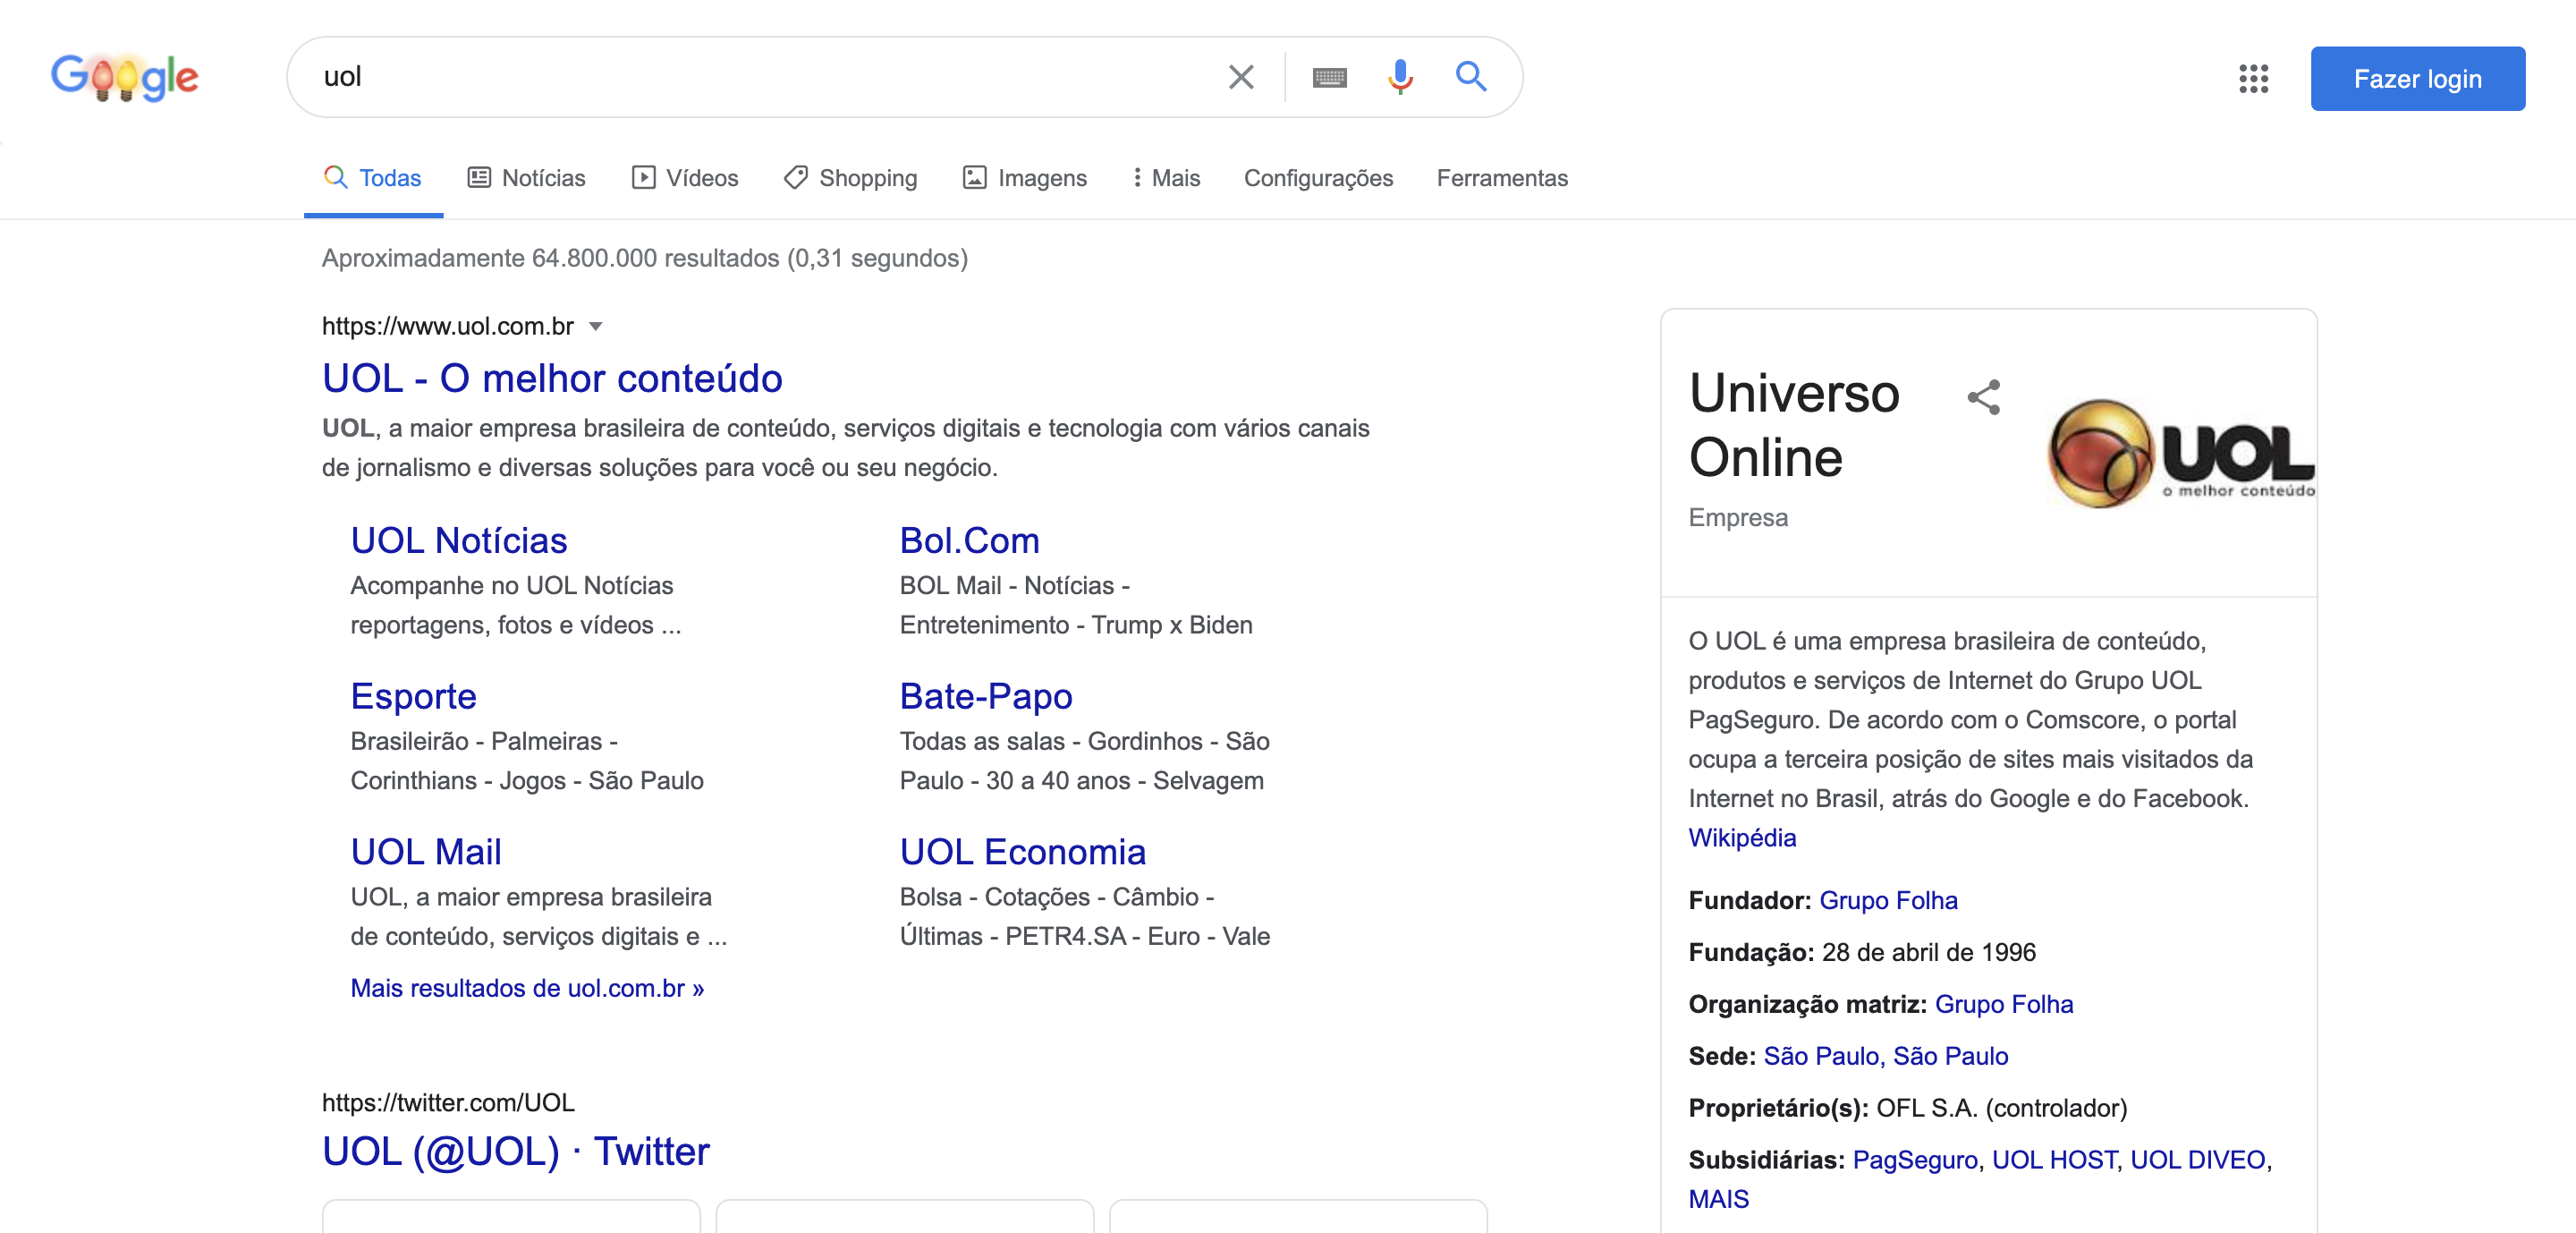 Google
uol
Fazer login
Todas
Notícias
Vídeos
Shopping
Imagens
Mais
Configurações
Ferramentas
Aproximadamente 64.800.000 resultados (0,31 segundos)
https://www.uol.com.br
UOL - O melhor conteúdo
UOL, a maior empresa brasileira de conteúdo, serviços digitais e tecnologia com vários canais
de jornalismo e diversas soluções para você ou seu negócio.
UOL Notícias
Acompanhe no UOL Notícias
reportagens, fotos e vídeos ...
Bol.Com
BOL Mail - Notícias -
Entretenimento - Trump x Biden
Esporte
Brasileirão - Palmeiras -
Corinthians - Jogos - São Paulo
Bate-Papo
Todas as salas - Gordinhos - São
Paulo - 30 a 40 anos - Selvagem
UOL Mail
UOL, a maior empresa brasileira
de conteúdo, serviços digitais e ...
UOL Economia
Bolsa - Cotações - Câmbio -
Últimas - PETR4.SA - Euro - Vale
Mais resultados de uol.com.br »
https://twitter.com/UOL
UOL (@UOL) · Twitter
Universo
Online
Empresa
UOL
o melhor conteúdo
O UOL é uma empresa brasileira de conteúdo,
produtos e serviços de Internet do Grupo UOL
PagSeguro. De acordo com o Comscore, o portal
ocupa a terceira posição de sites mais visitados da
Internet no Brasil, atrás do Google e do Facebook.
Wikipédia
Fundador: Grupo Folha
Fundação: 28 de abril de 1996
Organização matriz: Grupo Folha
Sede: São Paulo, São Paulo
Proprietário(s): OFL S.A. (controlador)
Subsidiárias: PagSeguro, UOL HOST, UOL DIVEO,
MAIS